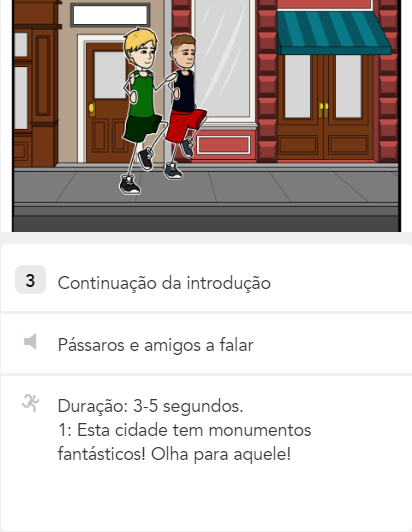 3 Continuação da introdução
Pássaros e amigos a falar
Duração: 3-5 segundos.
1: Esta cidade tem monumentos
fantásticos! Olha para aquele!